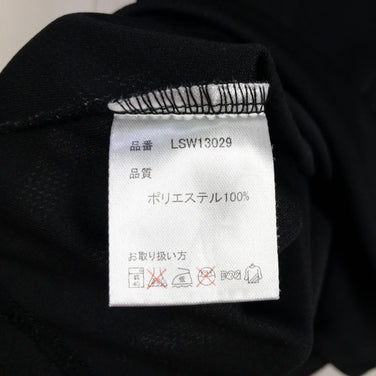 品番 LSW13029
品質
ポリエステル100%
お取り扱い方